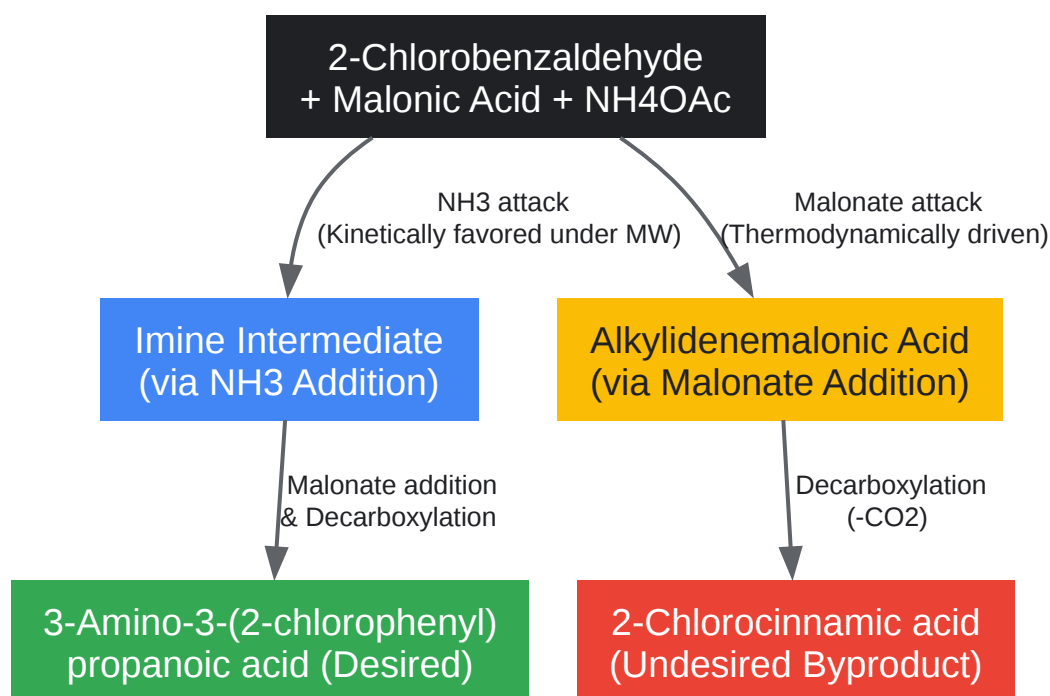 2-Chlorobenzaldehyde
+ Malonic Acid + NH4OAc
NH3 attack
(Kinetically favored under MW)
Malonate attack
(Thermodynamically driven)
Imine Intermediate
(via NH3 Addition)
Alkylidenemalonic Acid
(via Malonate Addition)
Malonate addition
& Decarboxylation
Decarboxylation
(-CO2)
3-Amino-3-(2-chlorophenyl)
propanoic acid (Desired)
2-Chlorocinnamic acid
(Undesired Byproduct)